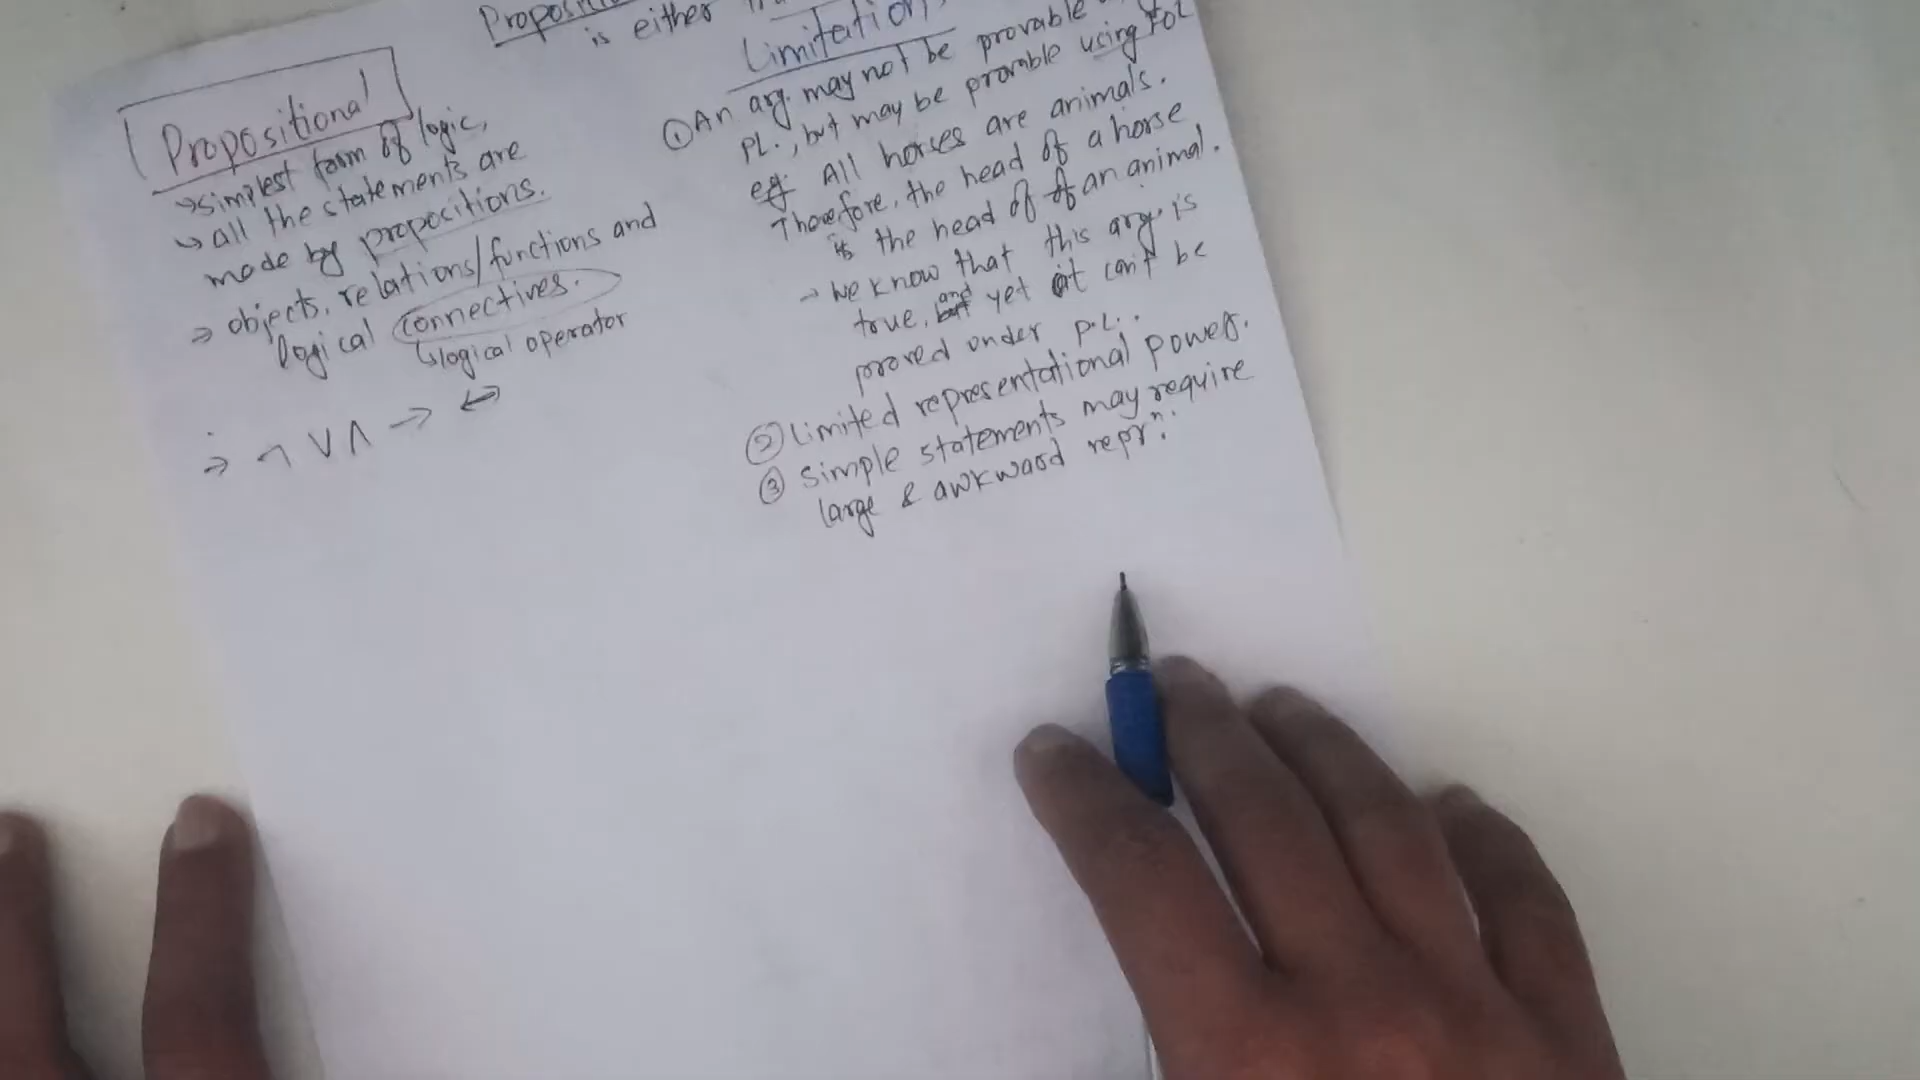 is either
Propositional
→ simplest form of logic,
→ all the statements are
made by propositions.
→ objects, relations/functions and
logical connectives.
↳ logical operator
→ ¬ ∨ ∧ → ↔
Limitation
① An arg. may not be provable
PL., but may be provable using FOL
eg: All horses are animals.
Therefore, the head of a horse
is the head of an animal.
→ We know that this arg. is
true, and yet it can't be
proved under P.L..
② Limited representational power.
③ Simple statements may require
large & awkward reprⁿ.